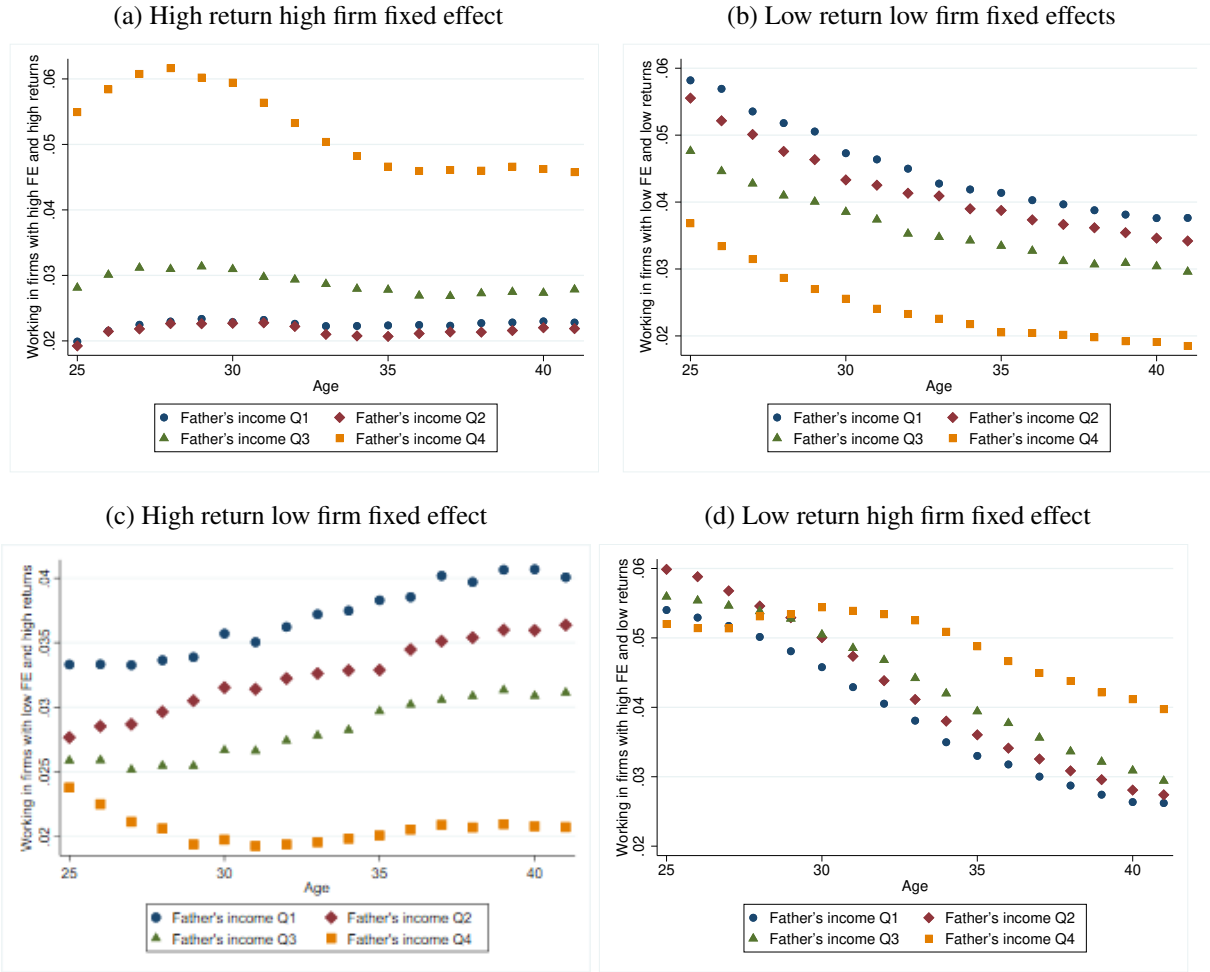 (a) High return high firm fixed effect
Working in firms with high FE and high returns
.06
.05
.04
.03
.02
25
30
35
40
Age
Father's income Q1
Father's income Q2
Father's income Q3
Father's income Q4
(b) Low return low firm fixed effects
Working in firms with low FE and low returns
.06
.05
.04
.03
.02
25
30
35
40
Age
Father's income Q1
Father's income Q2
Father's income Q3
Father's income Q4
(c) High return low firm fixed effect
Working in firms with low FE and high returns
.04
.035
.03
.025
.02
25
30
35
40
Age
Father's income Q1
Father's income Q2
Father's income Q3
Father's income Q4
(d) Low return high firm fixed effect
Working in firms with high FE and low returns
.06
.05
.04
.03
.02
25
30
35
40
Age
Father's income Q1
Father's income Q2
Father's income Q3
Father's income Q4